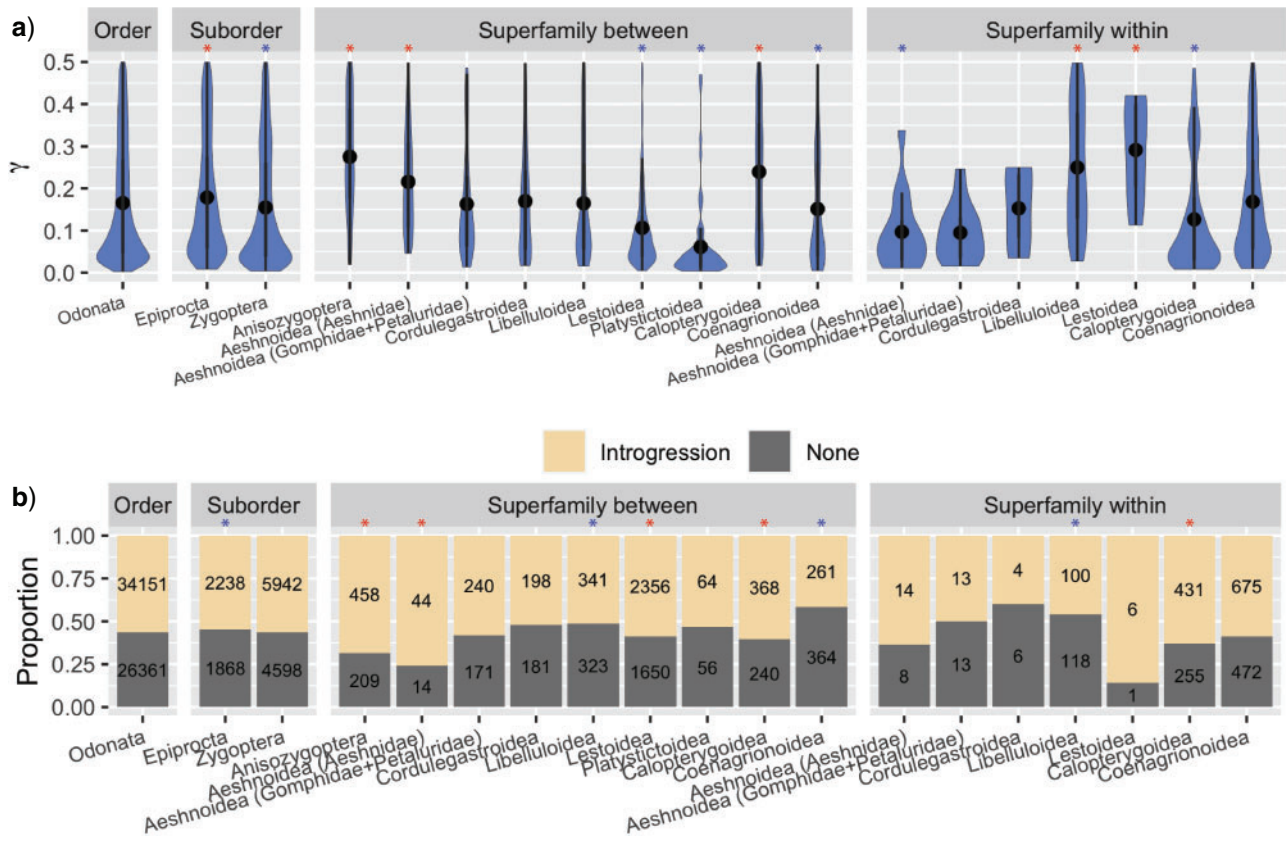 a)
Order Suborder Superfamily between Superfamily within
* * * * * * * * * * * *
γ
0.5
0.4
0.3
0.2
0.1
0.0
Odonata
Epiprocta
Zygoptera
Anisozygoptera
Aeshnoidea (Aeshnidae)
Aeshnoidea (Gomphidae+Petaluridae)
Cordulegastroidea
Libelluloidea
Lestoidea
Platystictoidea
Calopterygoidea
Coenagrionoidea
Aeshnoidea (Aeshnidae)
Aeshnoidea (Gomphidae+Petaluridae)
Cordulegastroidea
Libelluloidea
Lestoidea
Calopterygoidea
Coenagrionoidea
Introgression None
b)
Order Suborder Superfamily between Superfamily within
* * * * * * * * *
Proportion
1.00
0.75
0.50
0.25
0.00
34151 2238 5942 458 44 240 198 341 2356 64 368 261 14 13 4 100 6 431 675
26361 1868 4598 209 14 171 181 323 1650 56 240 364 8 13 6 118 1 255 472
Odonata
Epiprocta
Zygoptera
Anisozygoptera
Aeshnoidea (Aeshnidae)
Aeshnoidea (Gomphidae+Petaluridae)
Cordulegastroidea
Libelluloidea
Lestoidea
Platystictoidea
Calopterygoidea
Coenagrionoidea
Aeshnoidea (Aeshnidae)
Aeshnoidea (Gomphidae+Petaluridae)
Cordulegastroidea
Libelluloidea
Lestoidea
Calopterygoidea
Coenagrionoidea